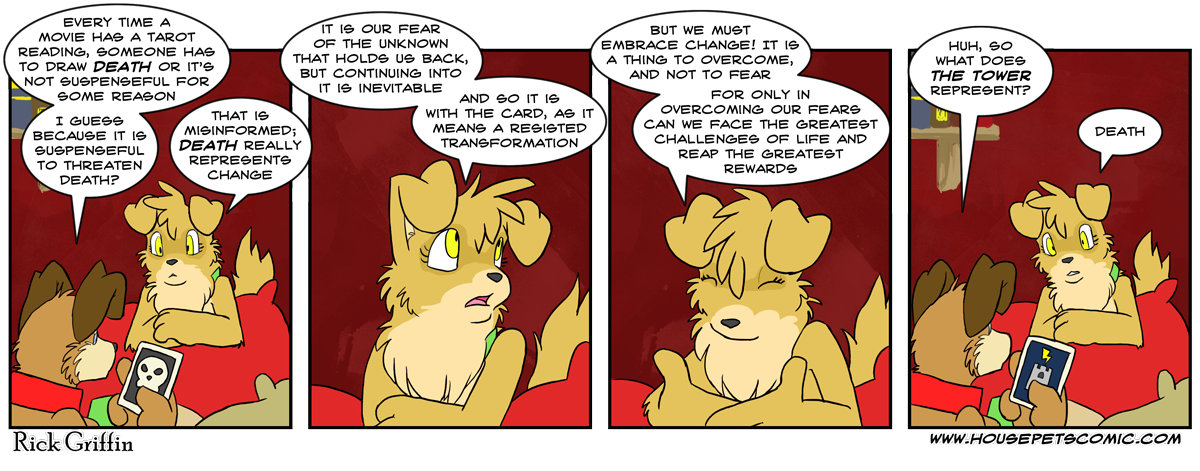 EVERY TIME A
MOVIE HAS A TAROT
READING, SOMEONE HAS
TO DRAW DEATH OR IT'S
NOT SUSPENSEFUL FOR
SOME REASON
I GUESS
BECAUSE IT IS
SUSPENSEFUL
TO THREATEN
DEATH?
THAT IS
MISINFORMED;
DEATH REALLY
REPRESENTS
CHANGE
IT IS OUR FEAR
OF THE UNKNOWN
THAT HOLDS US BACK,
BUT CONTINUING INTO
IT IS INEVITABLE
AND SO IT IS
WITH THE CARD, AS IT
MEANS A RESISTED
TRANSFORMATION
BUT WE MUST
EMBRACE CHANGE! IT IS
A THING TO OVERCOME,
AND NOT TO FEAR
FOR ONLY IN
OVERCOMING OUR FEARS
CAN WE FACE THE GREATEST
CHALLENGES OF LIFE AND
REAP THE GREATEST
REWARDS
HUH, SO
WHAT DOES
THE TOWER
REPRESENT?
DEATH
Rick Griffin
WWW.HOUSEPETSCOMIC.COM